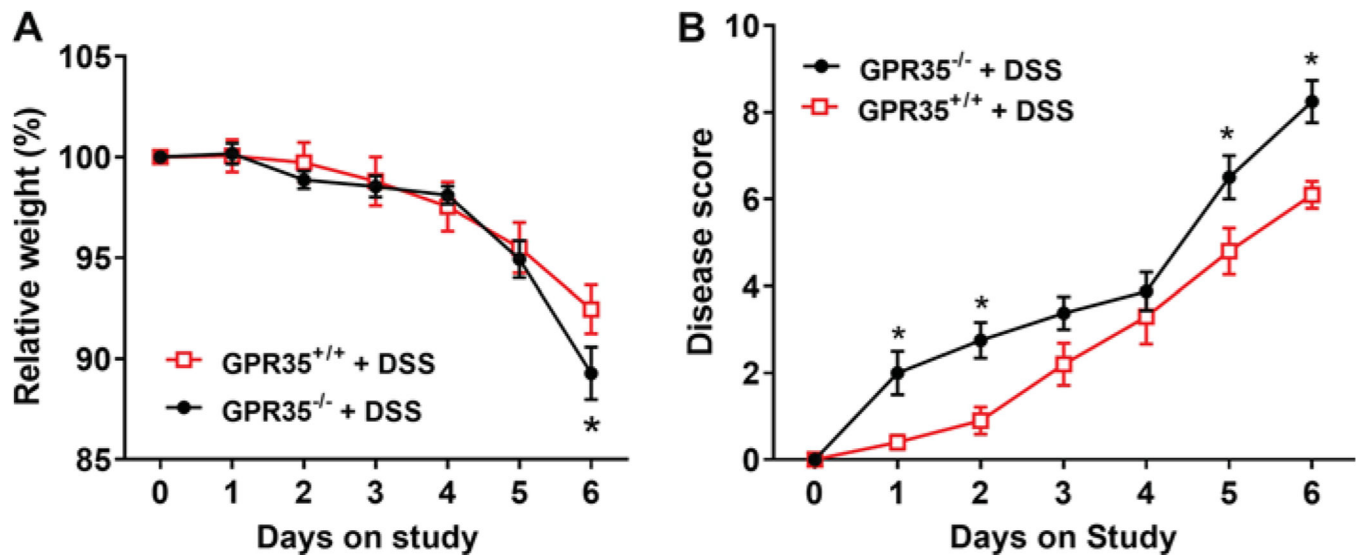 A
Relative weight (%)
105
100
95
90
85
GPR35+/+ + DSS
GPR35-/- + DSS
*
0 1 2 3 4 5 6
Days on study
B
Disease score
10
8
6
4
2
0
GPR35-/- + DSS
GPR35+/+ + DSS
* * * *
0 1 2 3 4 5 6
Days on Study